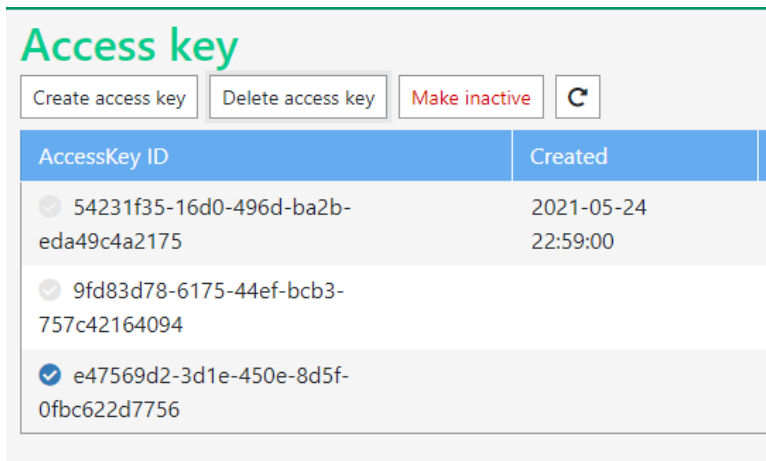 Access key
Create access key Delete access key Make inactive
AccessKey ID Created
54231f35-16d0-496d-ba2b- 2021-05-24
eda49c4a2175 22:59:00
9fd83d78-6175-44ef-bcb3-
757c42164094
e47569d2-3d1e-450e-8d5f-
0fbc622d7756